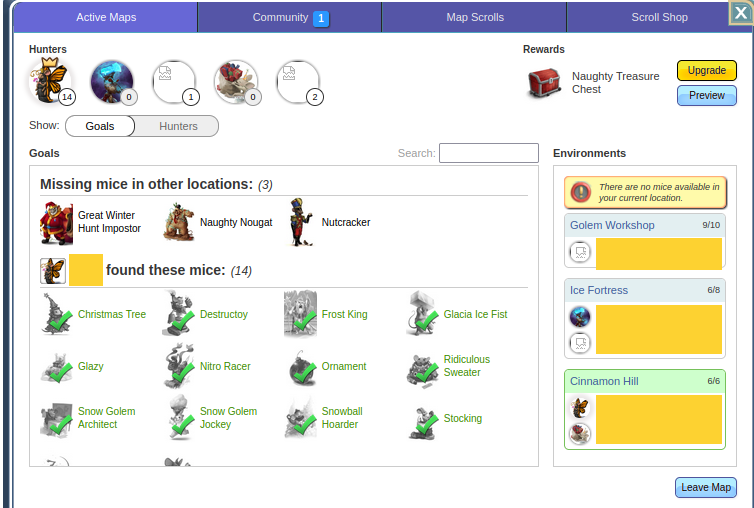 Active Maps
Community 1
Map Scrolls
Scroll Shop
X
Hunters
14
0
1
0
2
Rewards
Naughty Treasure
Chest
Upgrade
Preview
Show:
Goals
Hunters
Goals
Search:
Missing mice in other locations: (3)
Great Winter
Hunt Impostor
Naughty Nougat
Nutcracker
found these mice: (14)
Christmas Tree
Destructoy
Frost King
Glacia Ice Fist
Glazy
Nitro Racer
Ornament
Ridiculous
Sweater
Snow Golem
Architect
Snow Golem
Jockey
Snowball
Hoarder
Stocking
Environments
There are no mice available in
your current location.
Golem Workshop 9/10
Ice Fortress 6/8
Cinnamon Hill 6/6
Leave Map